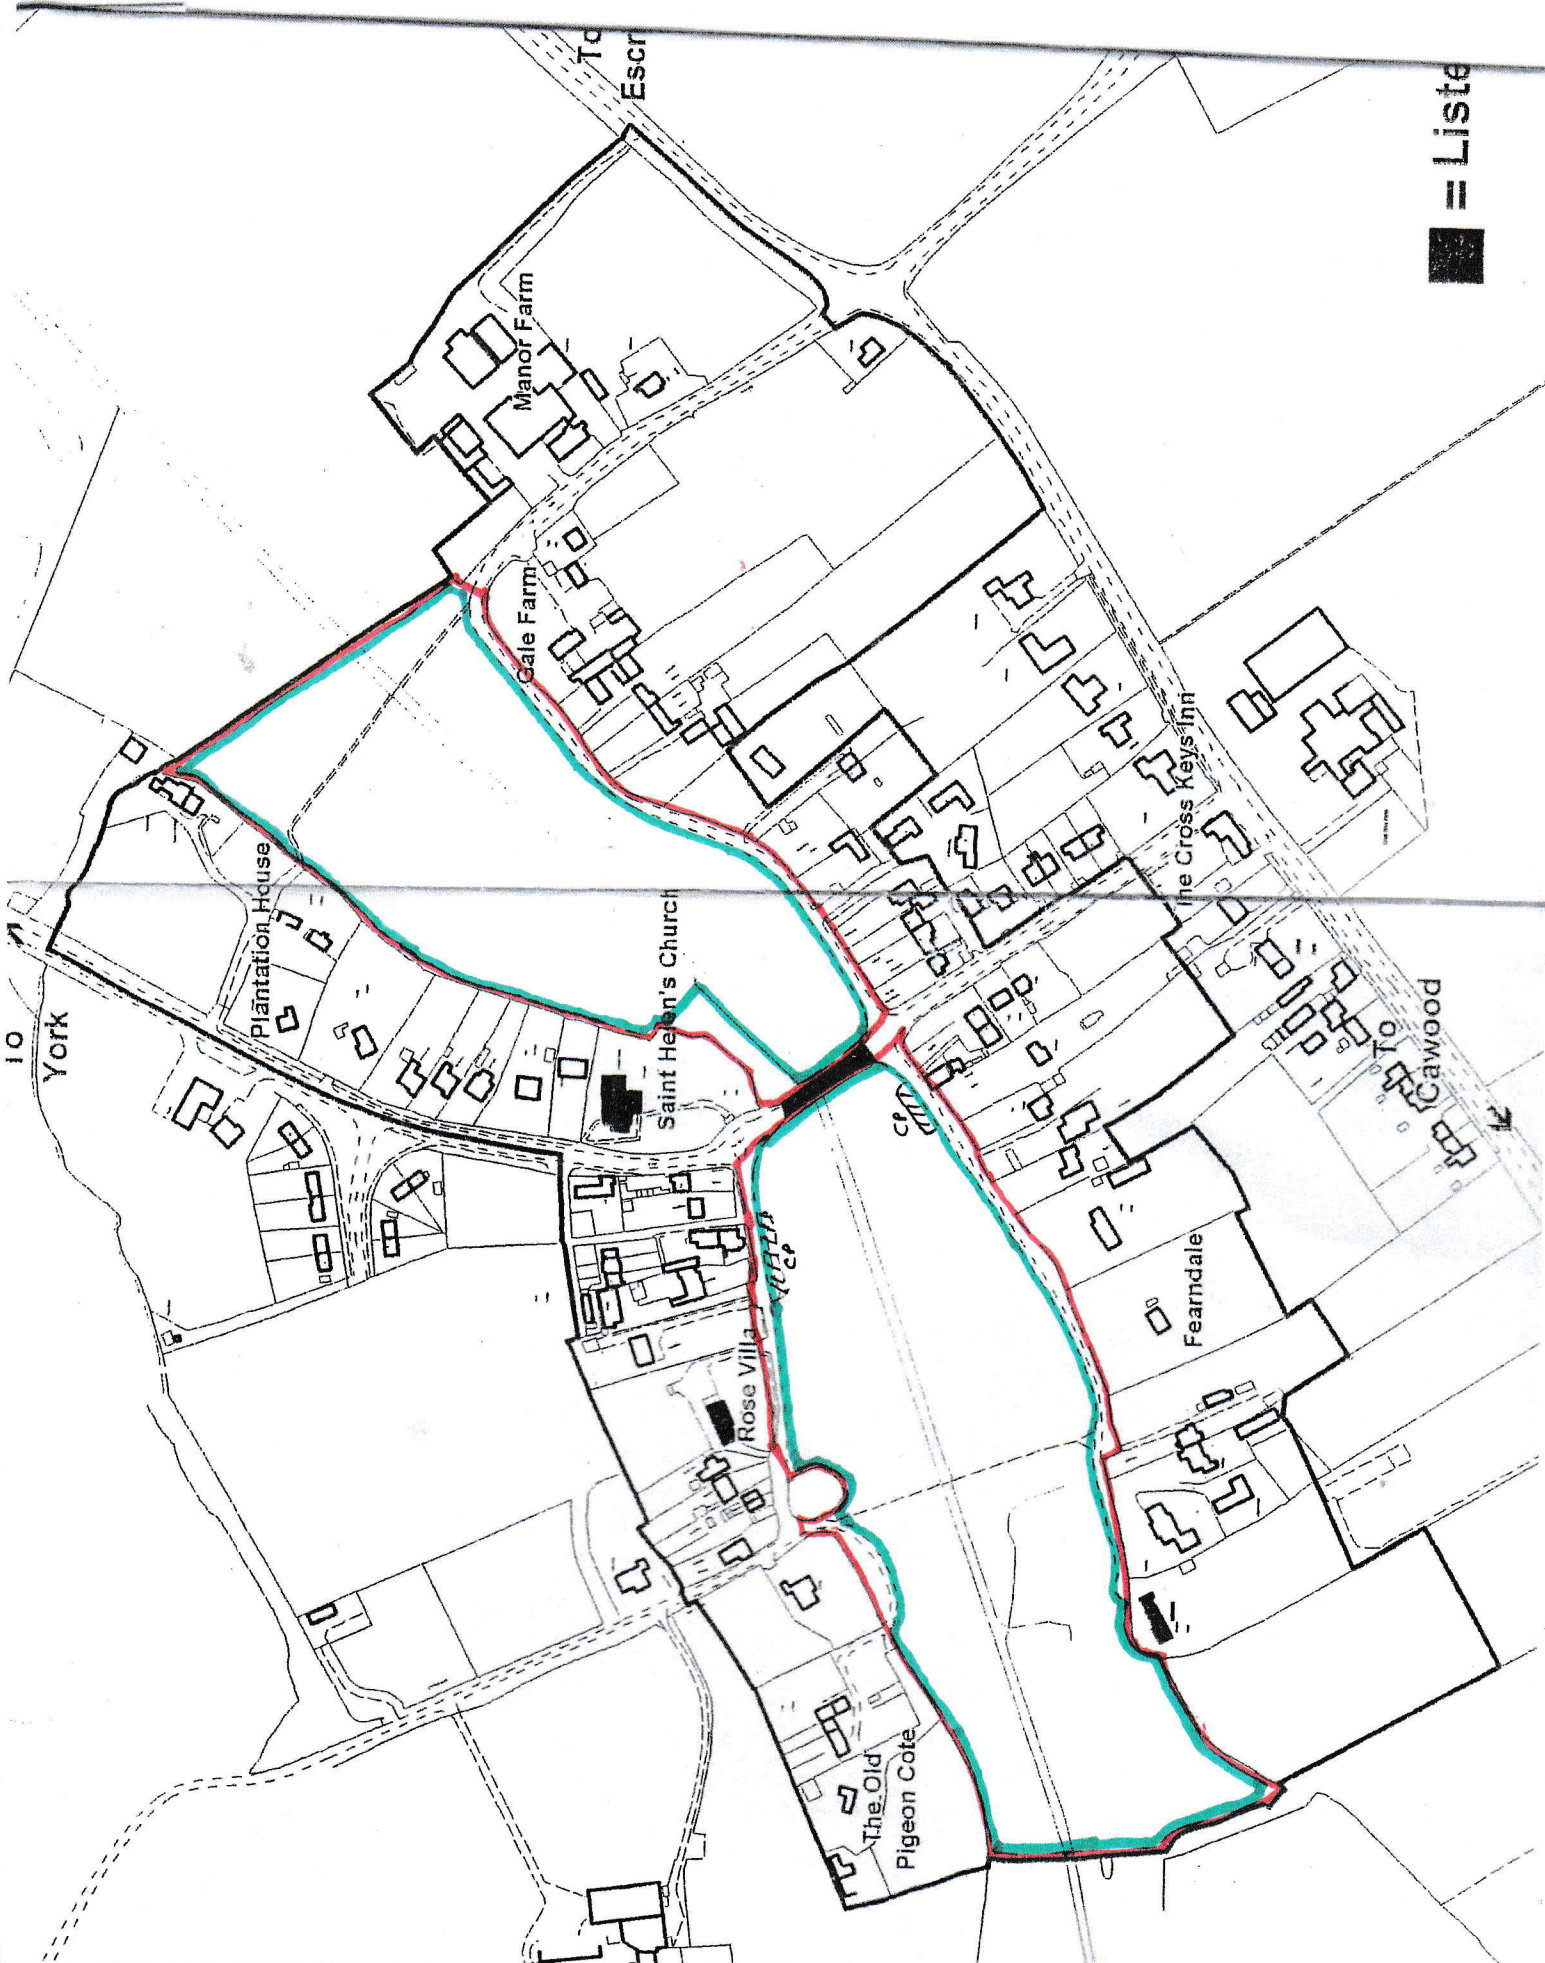 To
Escr
= Liste
Manor Farm
Gale Farm
To
York
Plantation House
Saint Helen's Church
The Cross Keys Inn
To
Cawood
CP
CP
Rose Villa
Fearndale
The Old
Pigeon Cote